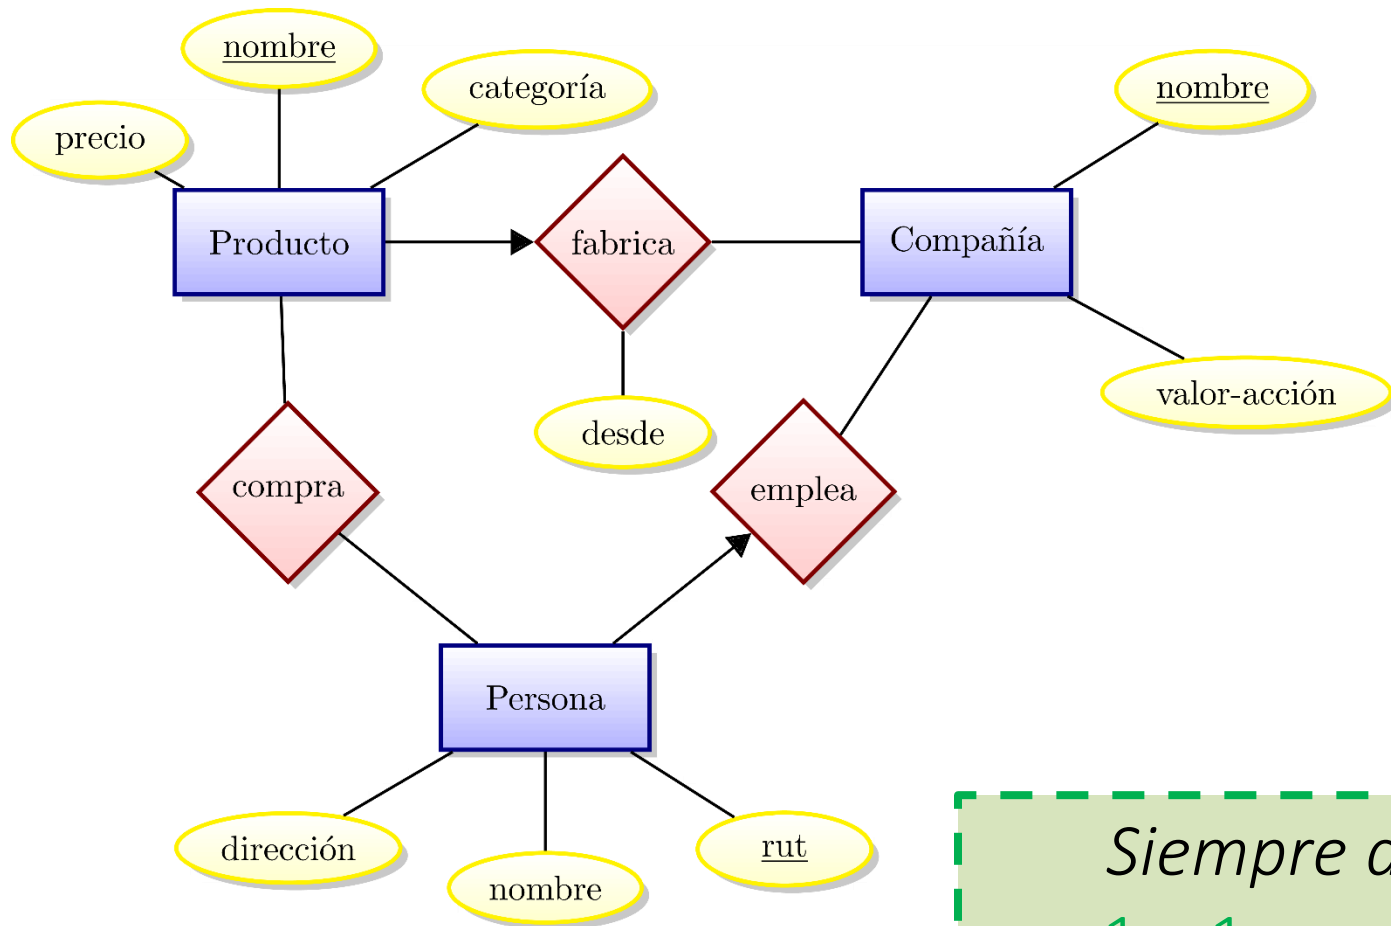 nombre
categoría
nombre
precio
Producto
fabrica
Compañía
valor-acción
desde
compra
emplea
Persona
dirección
nombre
rut
Siempre